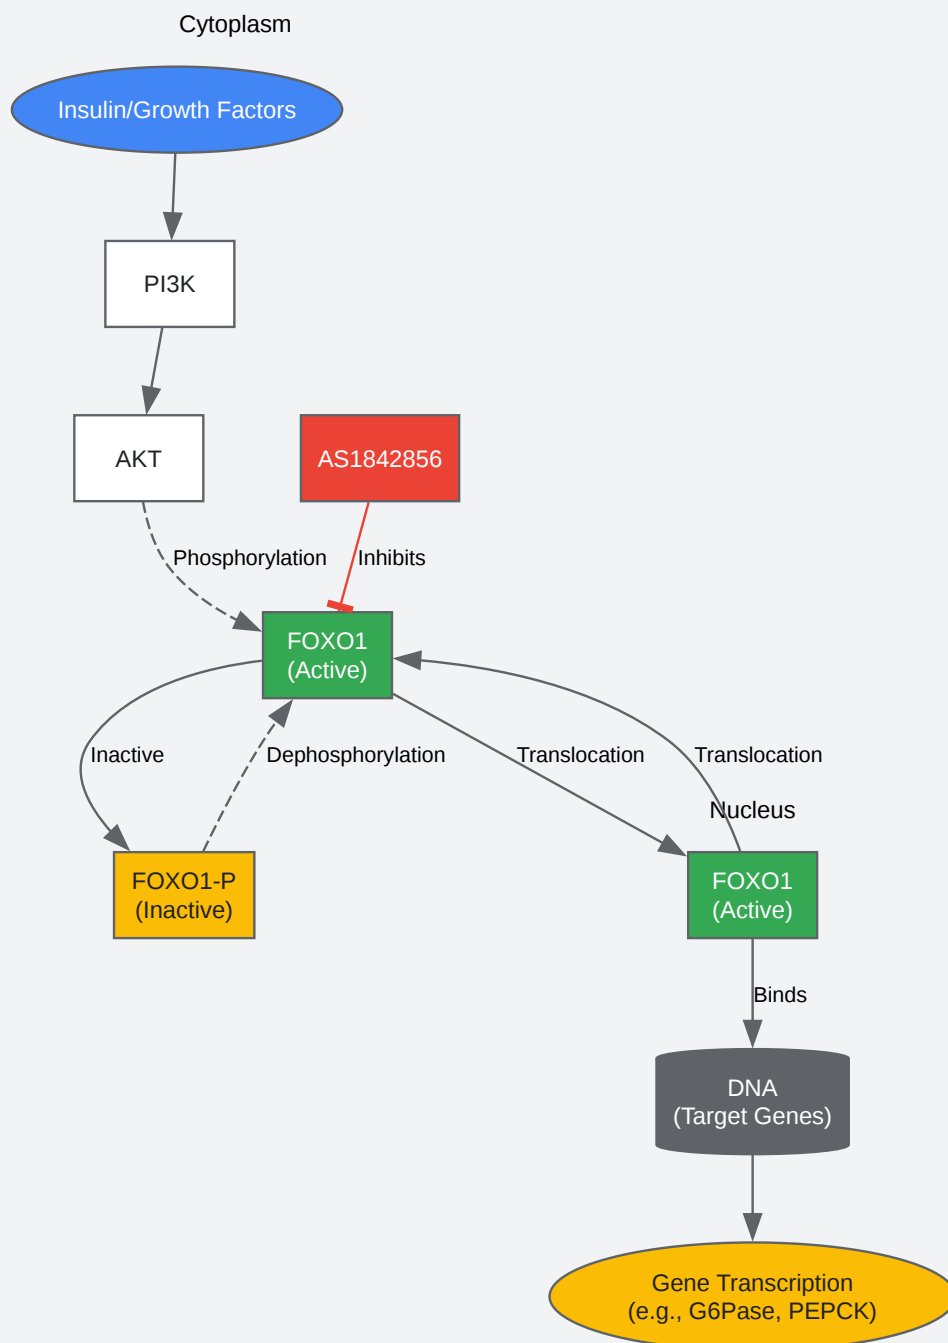 Cytoplasm
Insulin/Growth Factors
PI3K
AKT
AS1842856
Phosphorylation
Inhibits
FOXO1
(Active)
Inactive
Dephosphorylation
Translocation
Translocation
Nucleus
FOXO1-P
(Inactive)
FOXO1
(Active)
Binds
DNA
(Target Genes)
Gene Transcription
(e.g., G6Pase, PEPCK)